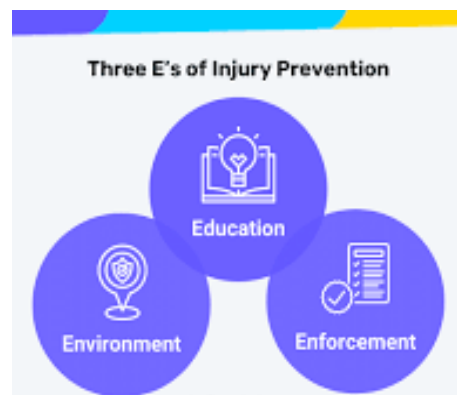 Three E's of Injury Prevention
Education
Environment
Enforcement